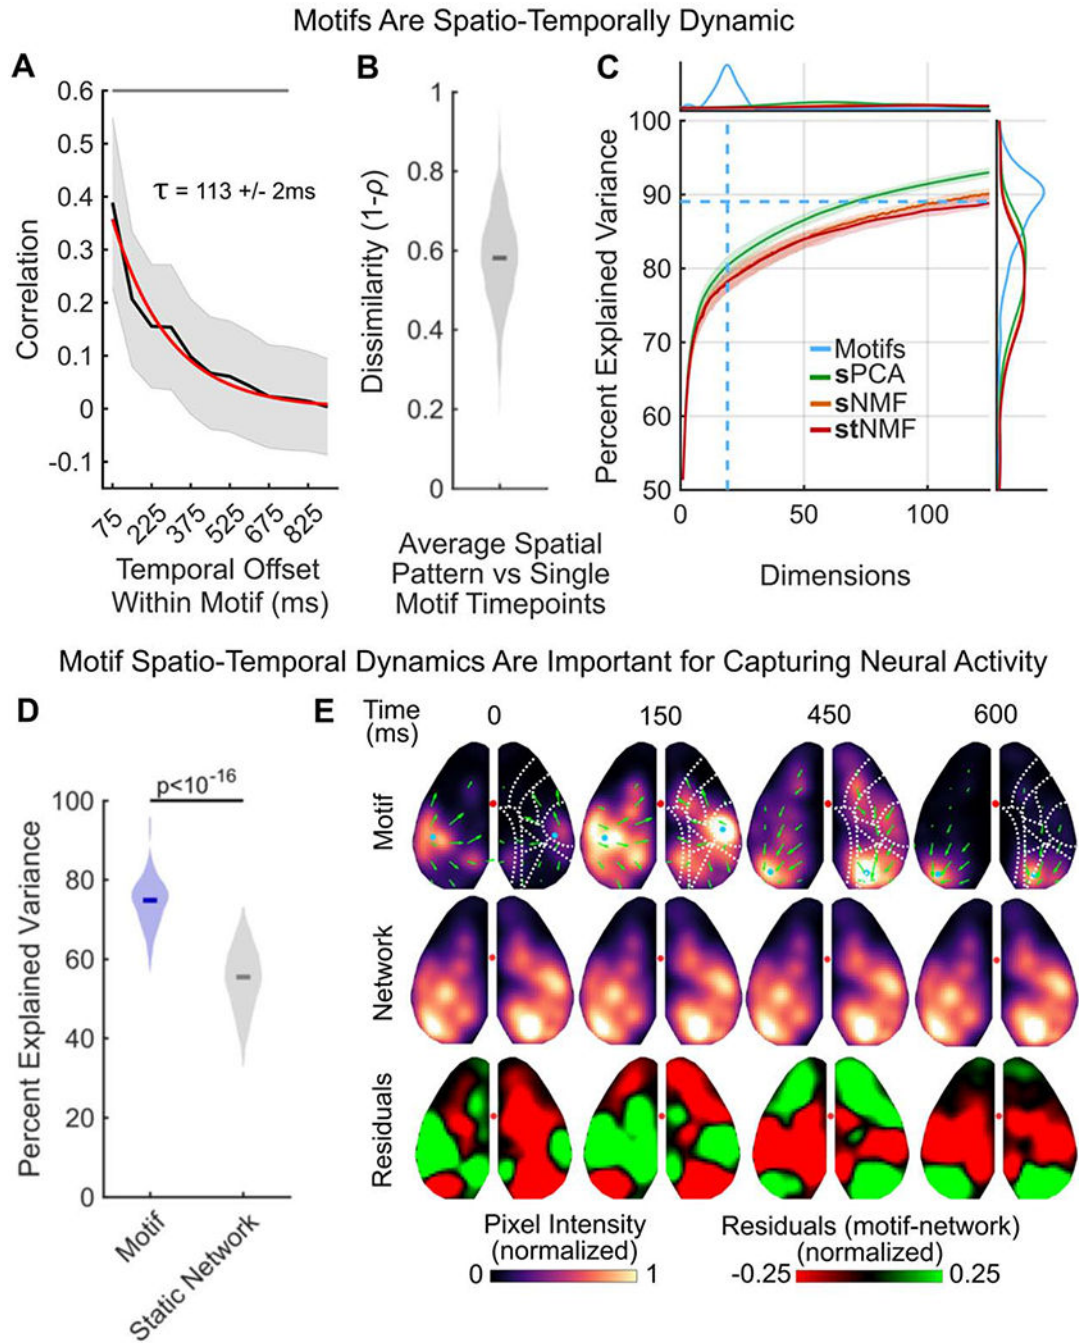 Motifs Are Spatio-Temporally Dynamic
A
0.6
0.5
0.4
0.3
0.2
0.1
0
-0.1
Correlation
τ = 113 +/- 2ms
75
225
375
525
675
825
Temporal Offset
Within Motif (ms)
B
1
0.8
0.6
0.4
0.2
0
Dissimilarity (1-ρ)
Average Spatial
Pattern vs Single
Motif Timepoints
C
100
90
80
70
60
50
Percent Explained Variance
Motifs
sPCA
sNMF
stNMF
0
50
100
Dimensions
Motif Spatio-Temporal Dynamics Are Important for Capturing Neural Activity
D
p<10-16
100
80
60
40
20
0
Percent Explained Variance
Motif
Static Network
E
Time
(ms)
0
150
450
600
Motif
Network
Residuals
Pixel Intensity
(normalized)
0
1
Residuals (motif-network)
(normalized)
-0.25
0.25